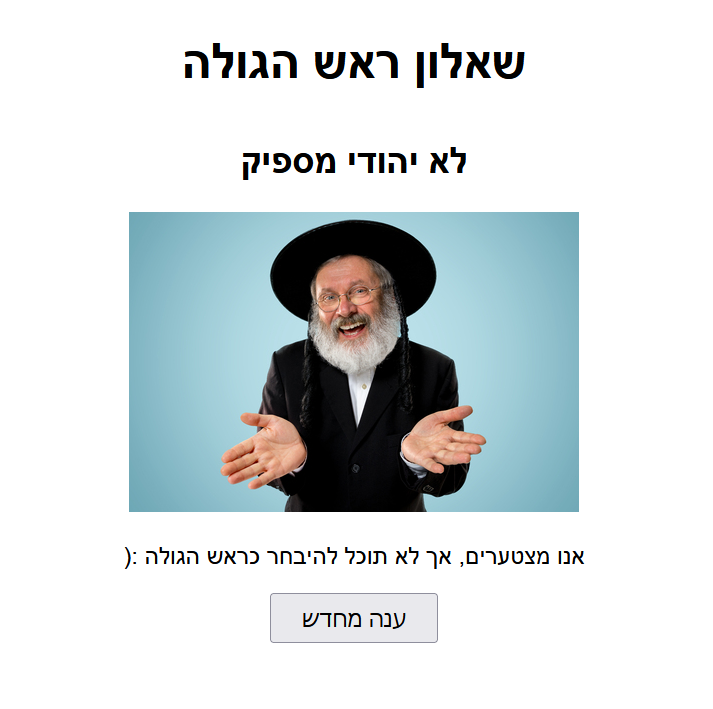 שאלון ראש הגולה
לא יהודי מספיק
אנו מצטערים, אך לא תוכל להיבחר כראש הגולה :(
ענה מחדש